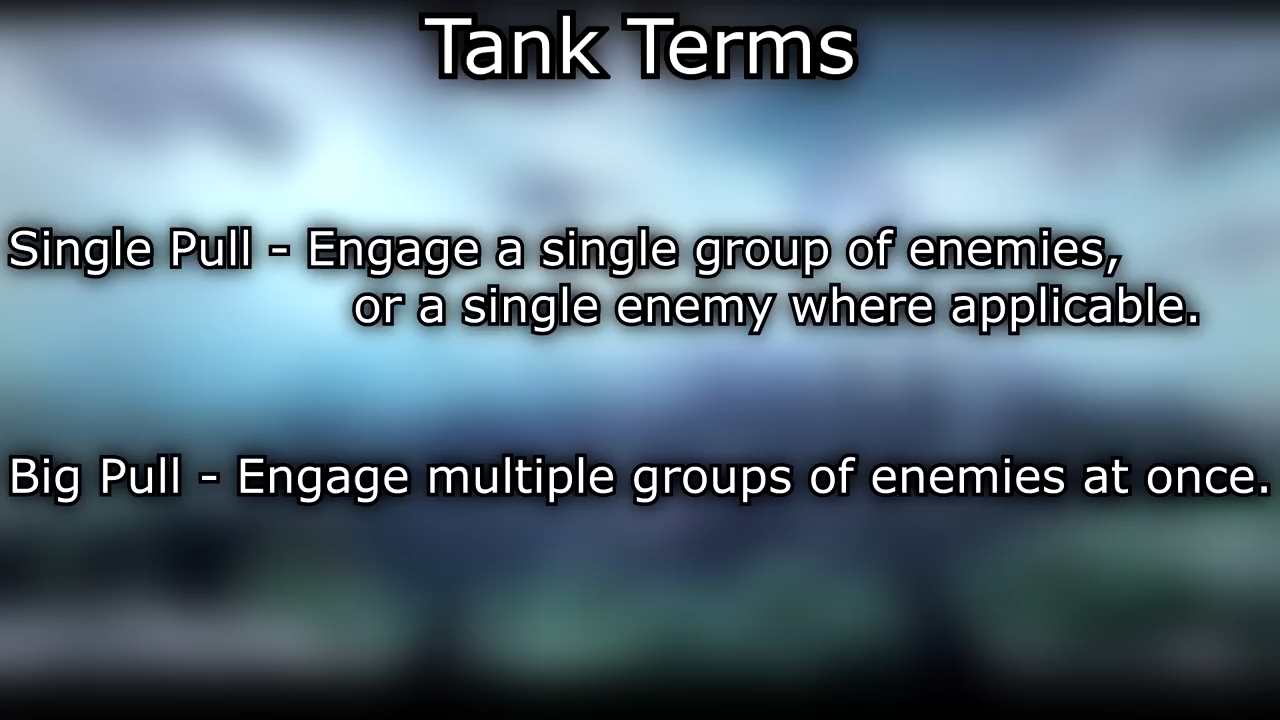 Tank Terms
Single Pull - Engage a single group of enemies,
or a single enemy where applicable.
Big Pull - Engage multiple groups of enemies at once.